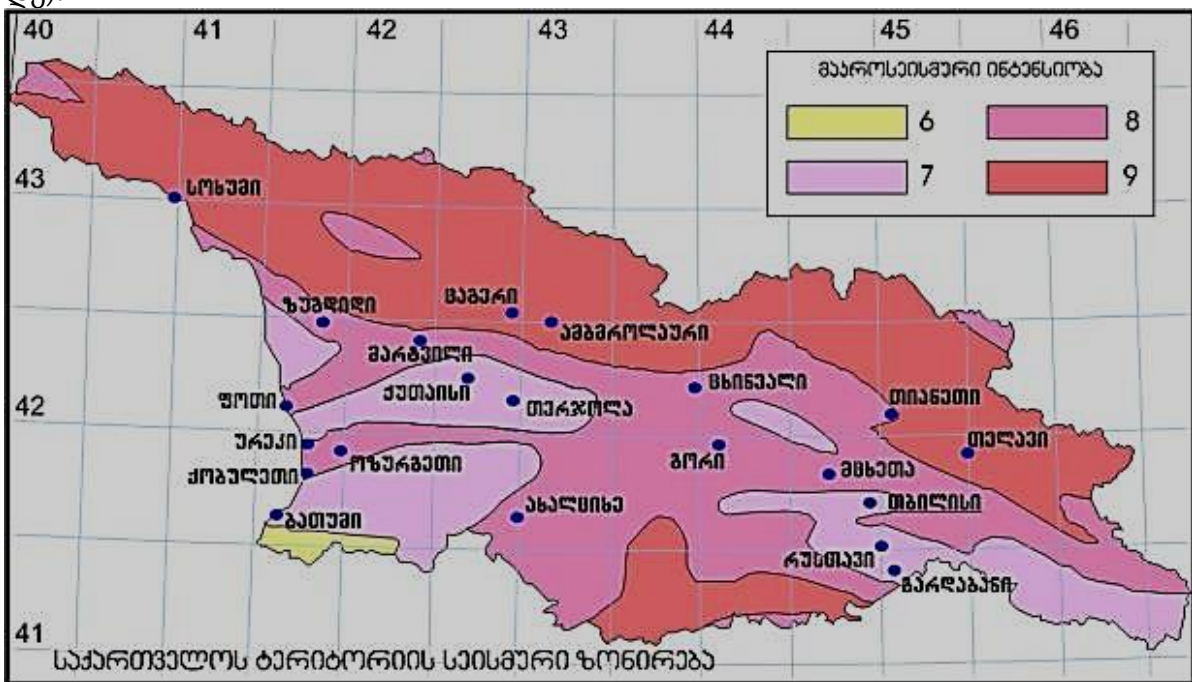 40 41 42 43 44 45 46
მაკროსეისმური ინტენსიობა
6 8
7 9
43
სოხუმი
ზუგდიდი
ცაგერი
ამბმროლაური
მარტვილი
ქუთაისი
ცხინვალი
თიანეთი
ფოთი
თერჯოლა
42
ურეკი
თელავი
ოზურგეთი
გორი
მცხეთა
ქობულეთი
ახალციხე
თბილისი
ბათუმი
რუსთავი
გარდაბანი
41
საქართველოს ტერიტორიის სეისმური ზონირება